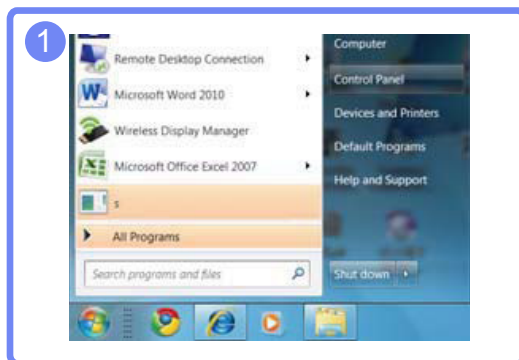 1
Remote Desktop Connection
Microsoft Word 2010
Wireless Display Manager
Microsoft Office Excel 2007
s
All Programs
Search programs and files
Computer
Control Panel
Devices and Printers
Default Programs
Help and Support
Shut down